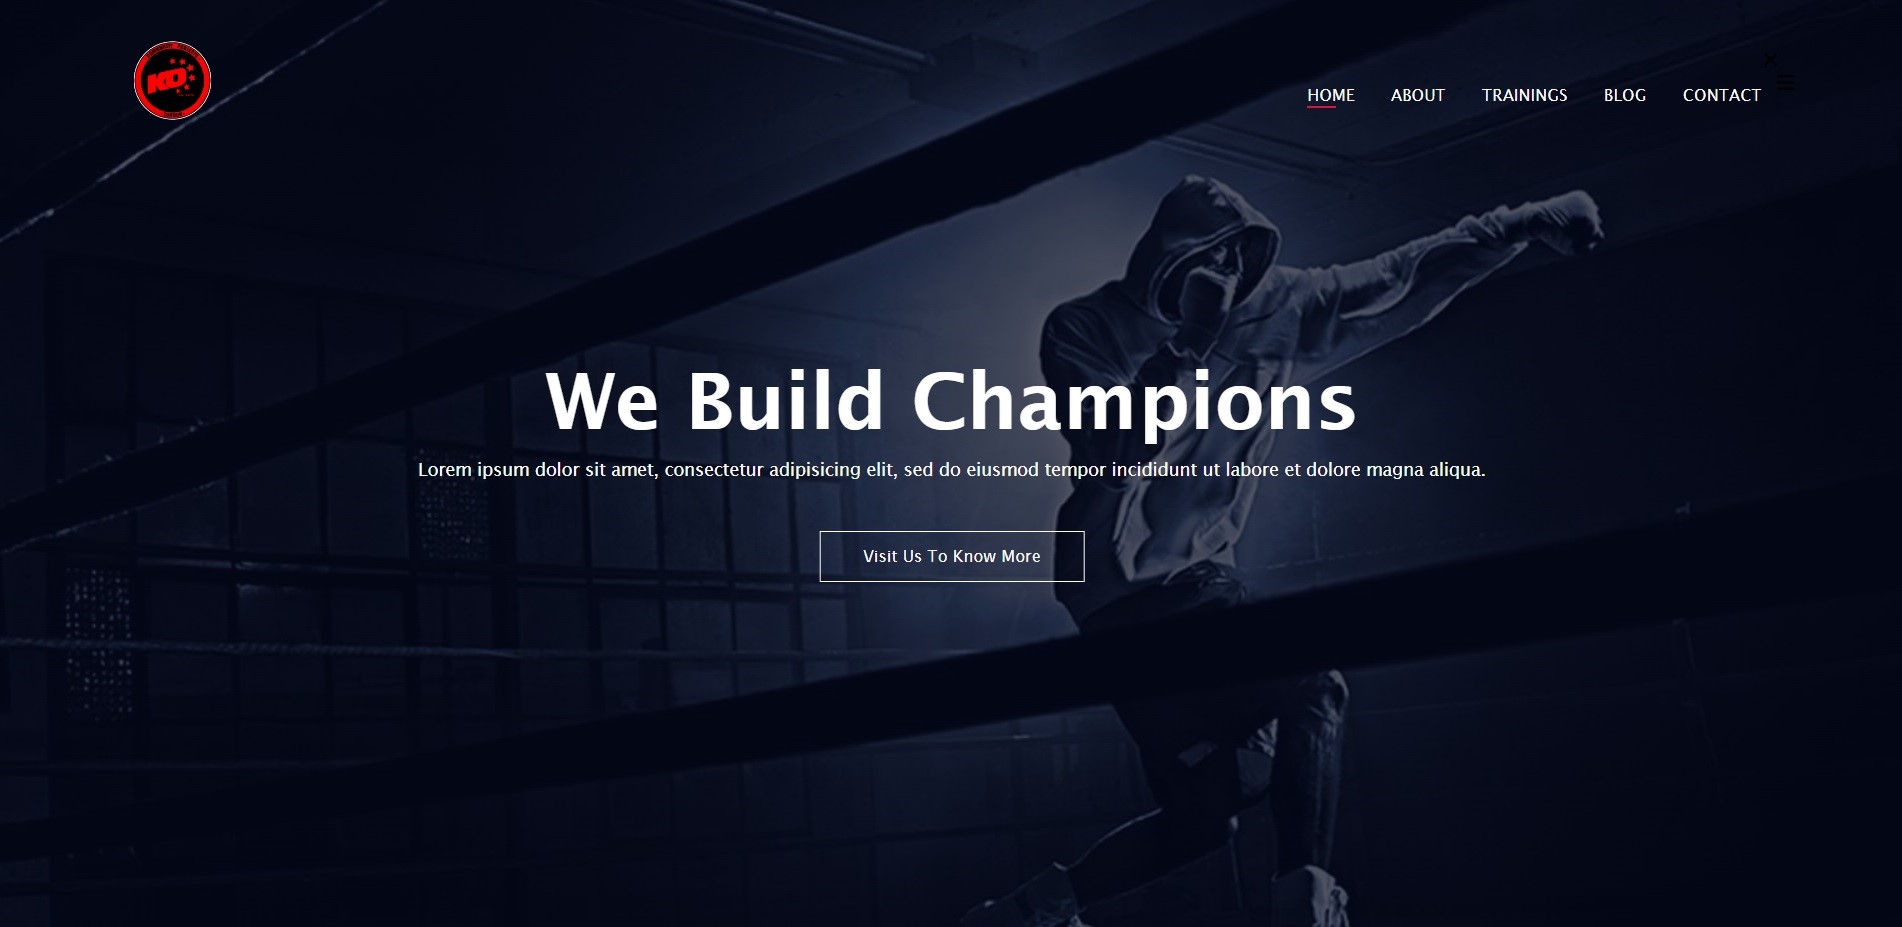 KO
HOME ABOUT TRAININGS BLOG CONTACT
We Build Champions
Lorem ipsum dolor sit amet, consectetur adipisicing elit, sed do eiusmod tempor incididunt ut labore et dolore magna aliqua.
Visit Us To Know More